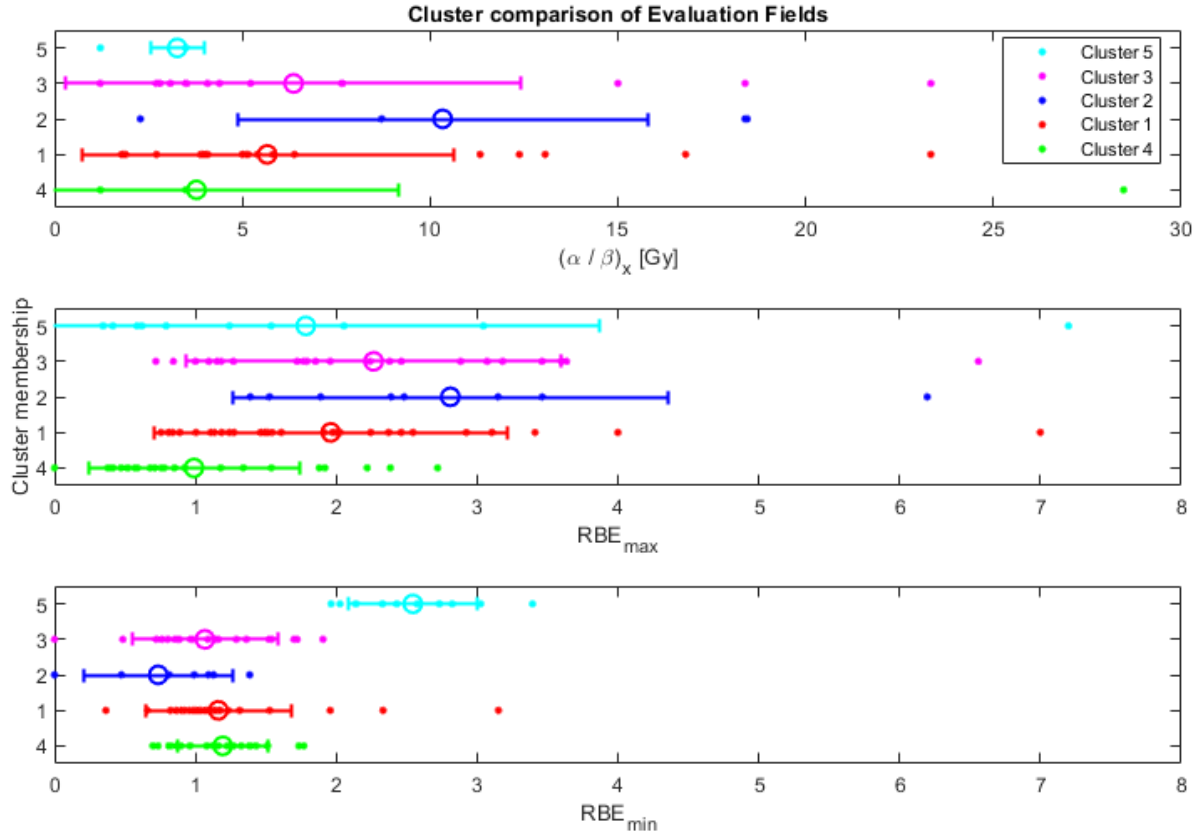 Cluster comparison of Evaluation Fields
5
3
2
1
4
Cluster 5
Cluster 3
Cluster 2
Cluster 1
Cluster 4
0 5 10 15 20 25 30
(α / β)x [Gy]
Cluster membership
5
3
2
1
4
0 1 2 3 4 5 6 7 8
RBEmax
5
3
2
1
4
0 1 2 3 4 5 6 7 8
RBEmin